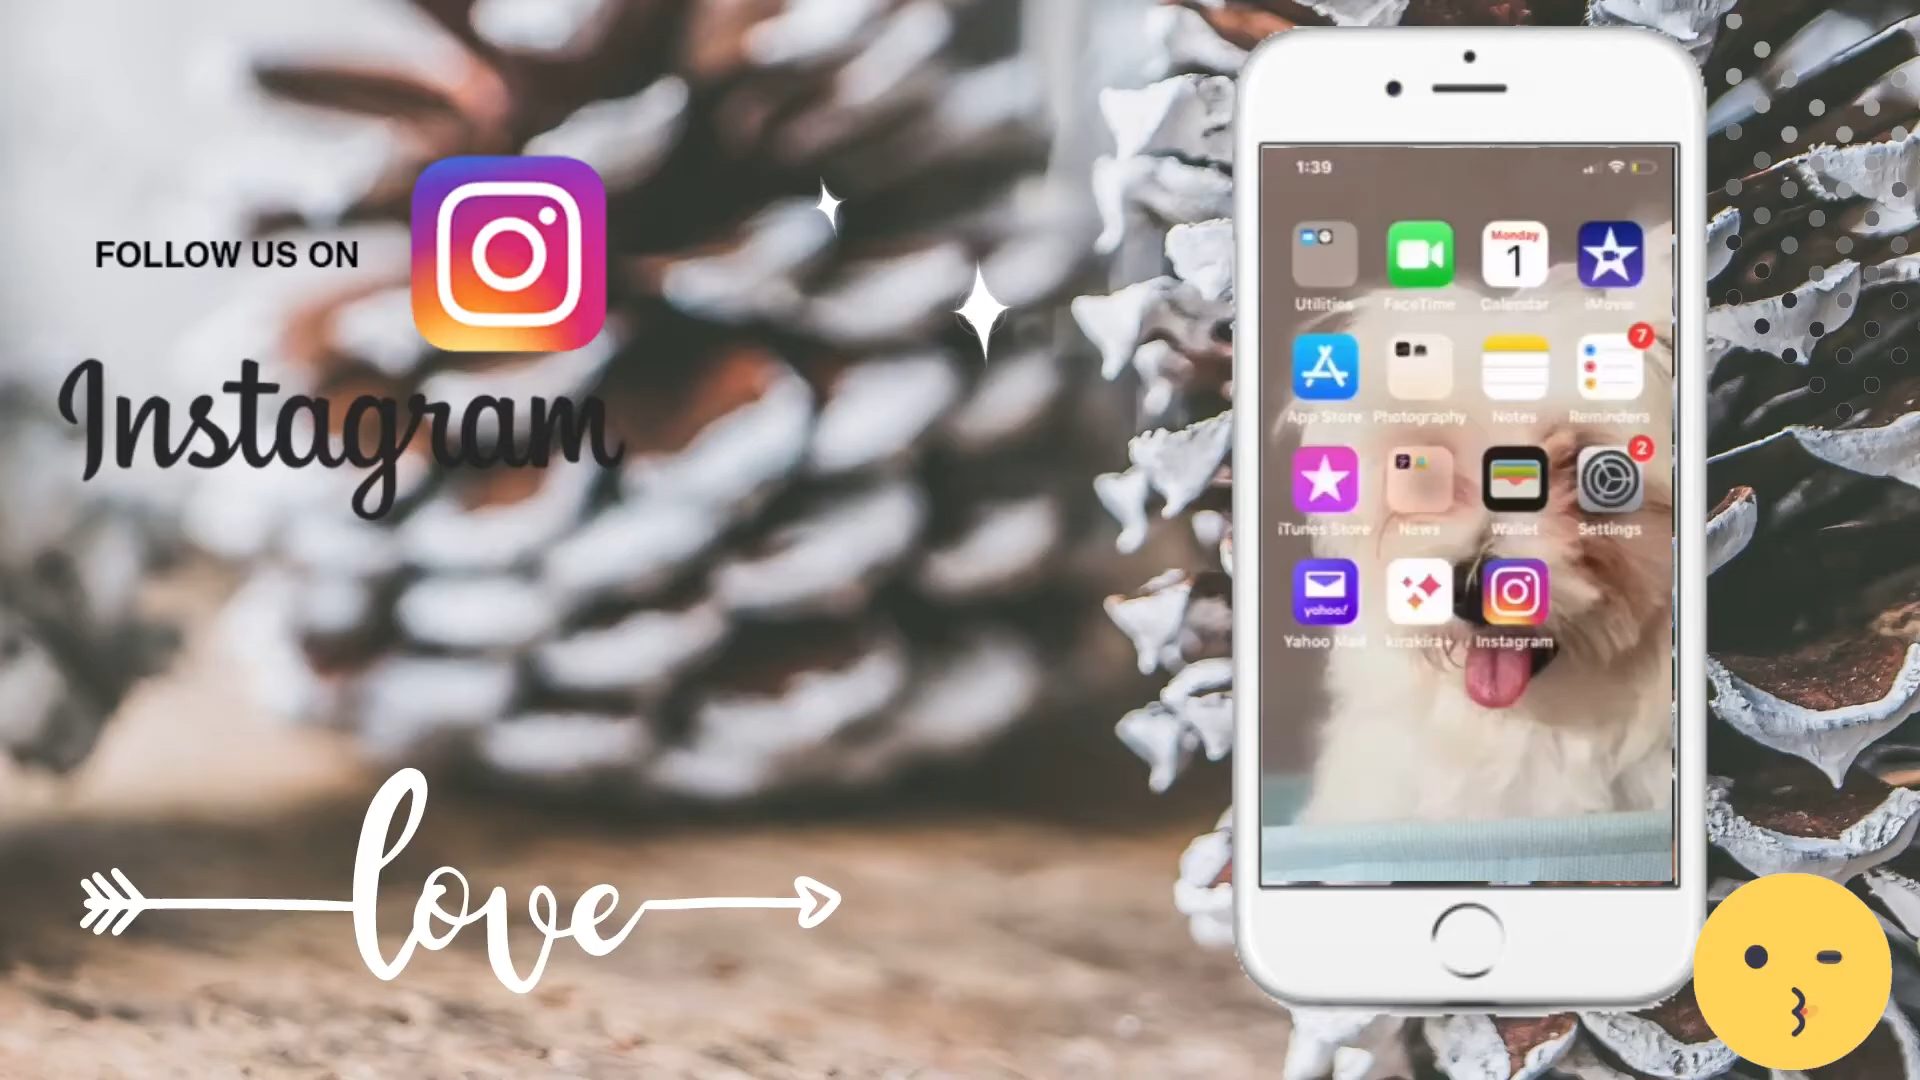 FOLLOW US ON
Instagram
love
1:39
Monday
1
Utilities FaceTime Calendar iMovie
7
App Store Photography Notes Reminders
2
iTunes Store News Wallet Settings
yahoo!
Yahoo Mail kirakira+ Instagram